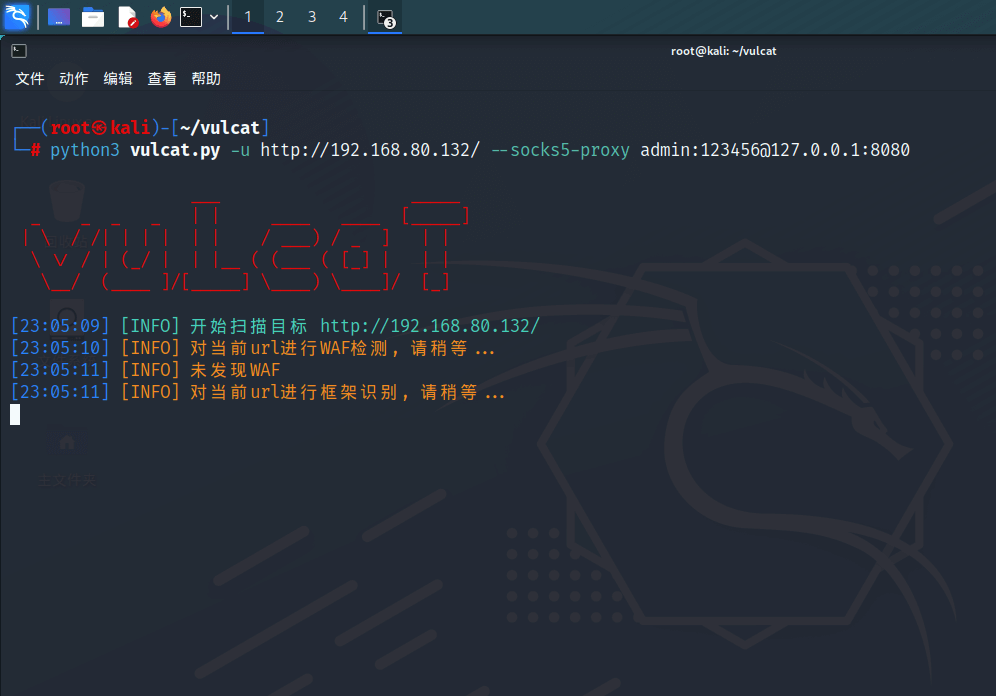 1 2 3 4 3
root@kali: ~/vulcat
文件 动作 编辑 查看 帮助
┌──(root㉿kali)-[~/vulcat]
└─# python3 vulcat.py -u http://192.168.80.132/ --socks5-proxy admin:123456@127.0.0.1:8080
vulcaT
[23:05:09] [INFO] 开始扫描目标 http://192.168.80.132/
[23:05:10] [INFO] 对当前url进行WAF检测, 请稍等...
[23:05:11] [INFO] 未发现WAF
[23:05:11] [INFO] 对当前url进行框架识别, 请稍等...
主文件夹